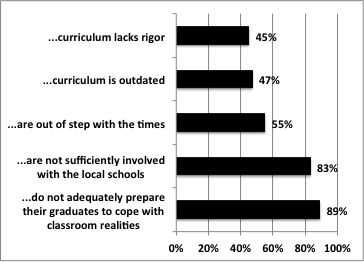 ...curriculum lacks rigor
45%
...curriculum is outdated
47%
...are out of step with the times
55%
...are not sufficiently involved
with the local schools
83%
...do not adequately prepare
their graduates to cope with
classroom realities
89%
0% 20% 40% 60% 80% 100%